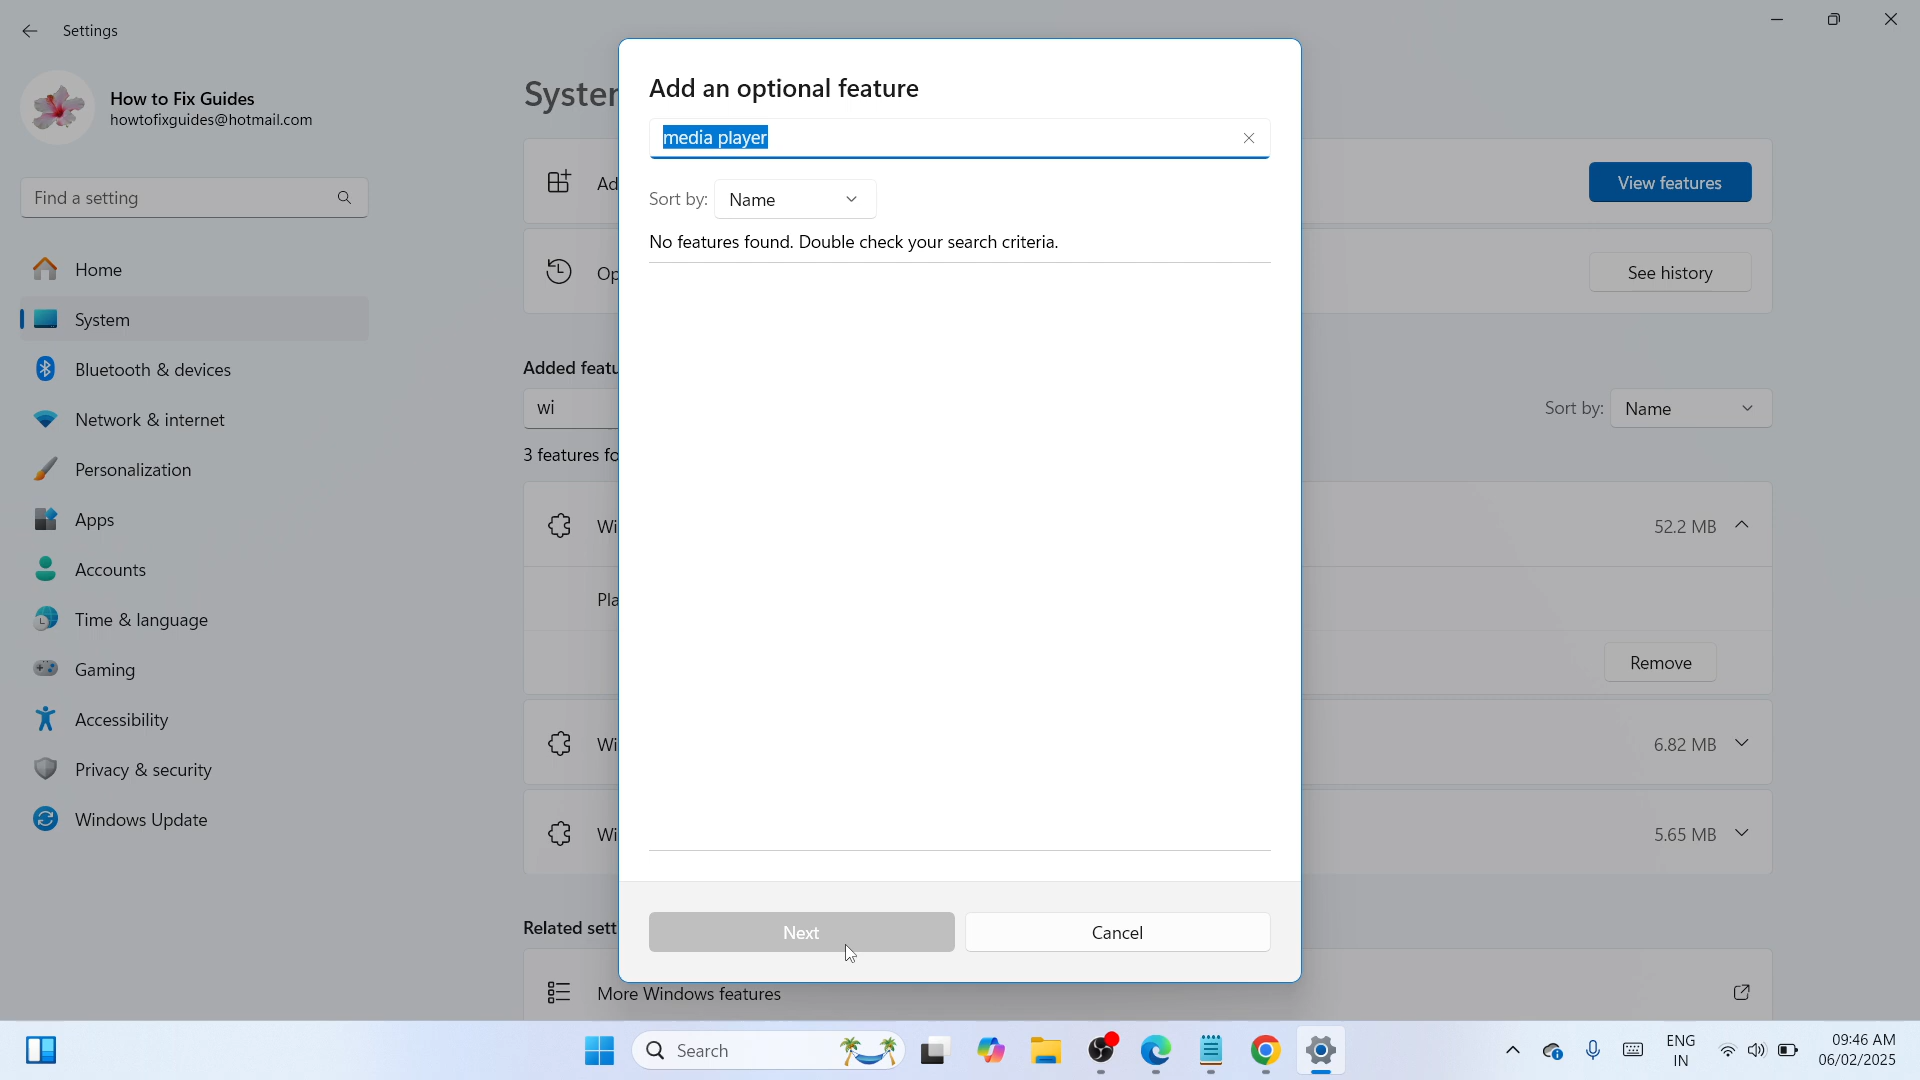 Settings
How to Fix Guides
howtofixguides@hotmail.com
Find a setting
Home
System
Bluetooth & devices
Network & internet
Personalization
Apps
Accounts
Time & language
Gaming
Accessibility
Privacy & security
Windows Update
Syster
Ad
View features
Op
See history
Added featu
wi
Sort by: Name
3 features fo
Wi
52.2 MB
Pla
Remove
Wi
6.82 MB
Wi
5.65 MB
Related sett
More Windows features
Add an optional feature
media player
Sort by: Name
No features found. Double check your search criteria.
Next
Cancel
Search
ENG
IN
09:46 AM
06/02/2025